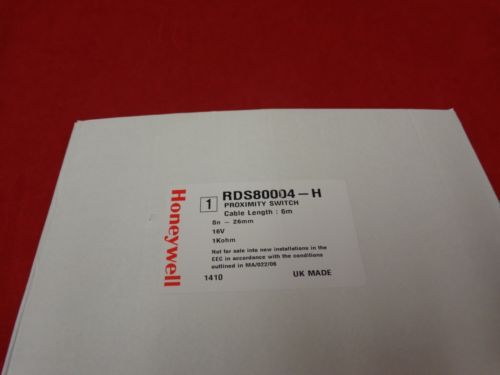 Honeywell
1 RDS80004-H
PROXIMITY SWITCH
Cable Length : 6m
Sn - 26mm
16V
1Kohm
Not for sale into new installations in the
EEC in accordance with the conditions
outlined in MA/022/06
1410 UK MADE